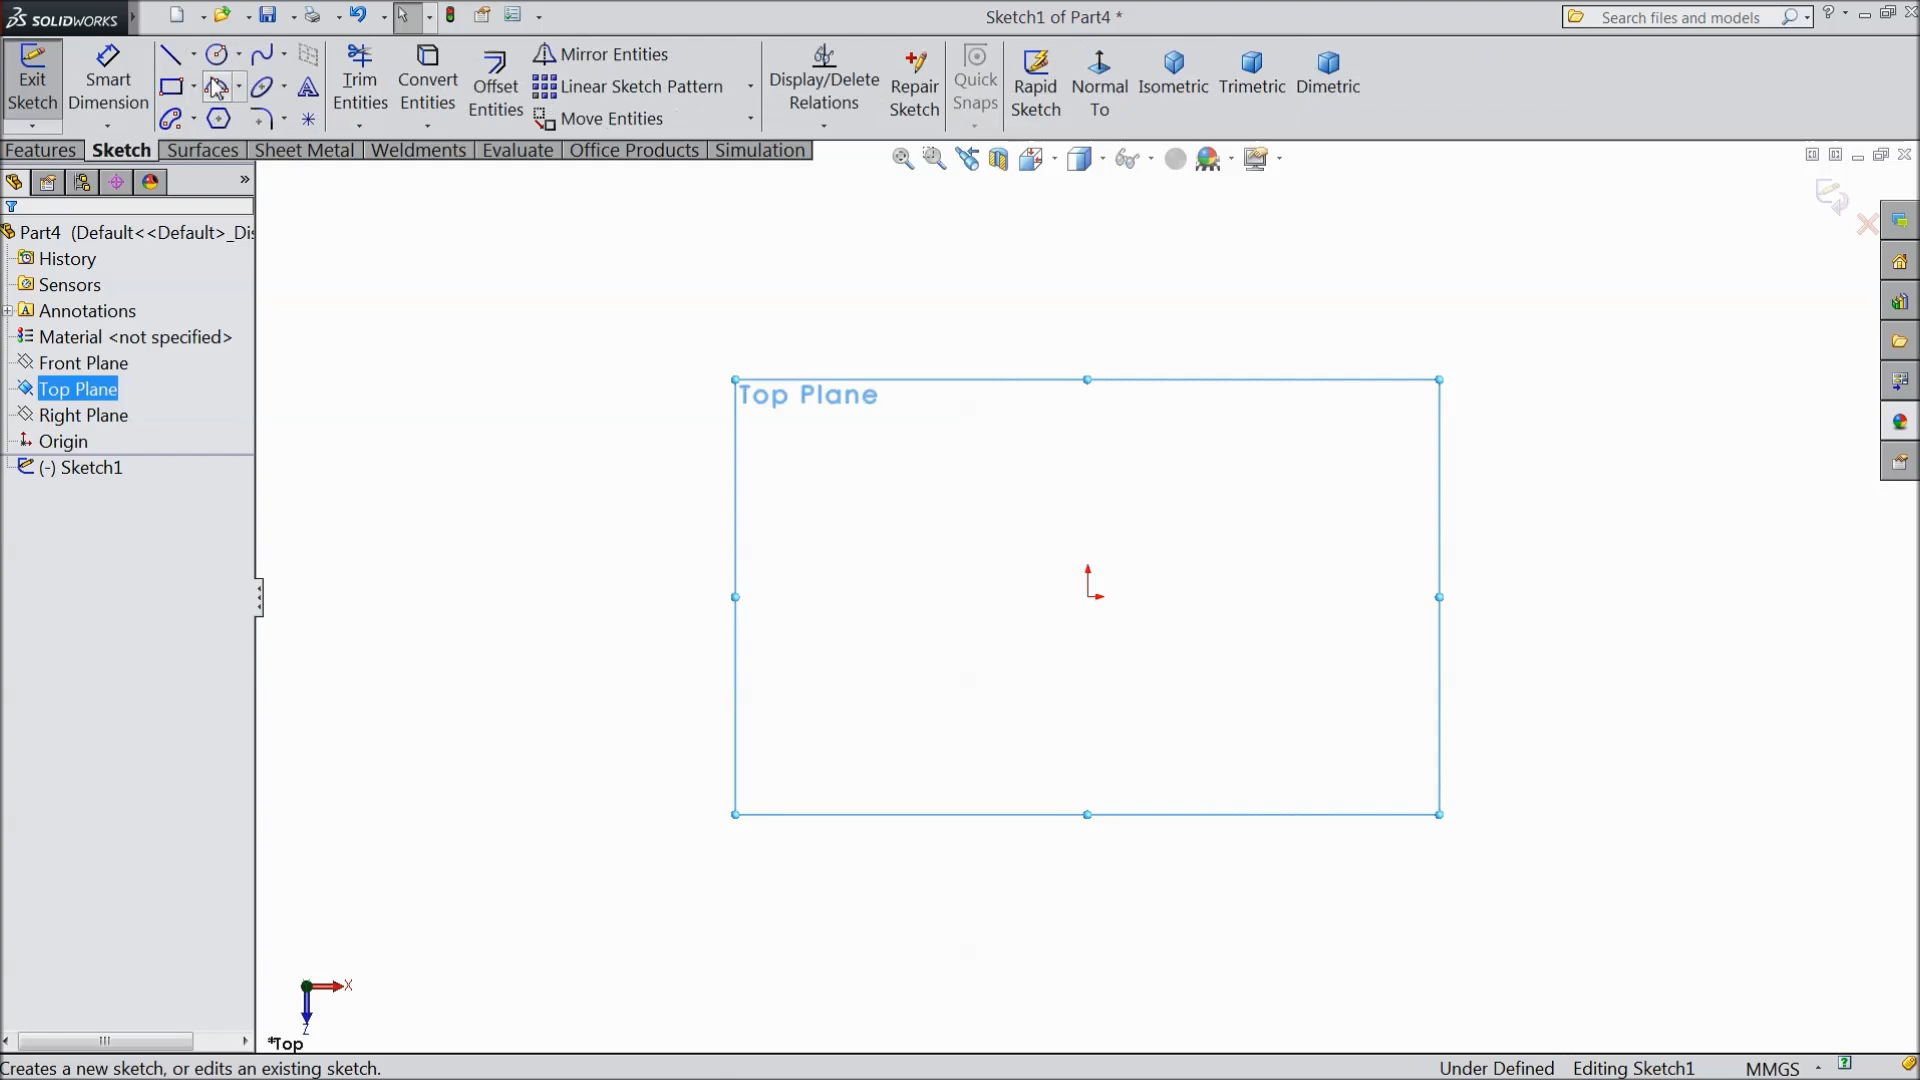 SOLIDWORKS
Sketch1 of Part4 *
Search files and models
Exit Sketch
Smart Dimension
Trim Entities
Convert Entities
Offset Entities
Mirror Entities
Linear Sketch Pattern
Move Entities
Display/Delete Relations
Repair Sketch
Quick Snaps
Rapid Sketch
Normal To
Isometric
Trimetric
Dimetric
Features
Sketch
Surfaces
Sheet Metal
Weldments
Evaluate
Office Products
Simulation
Part4 (Default<<Default>_Dis
History
Sensors
Annotations
Material <not specified>
Front Plane
Top Plane
Right Plane
Origin
(-) Sketch1
Top Plane
X
Z
*Top
Creates a new sketch, or edits an existing sketch.
Under Defined
Editing Sketch1
MMGS